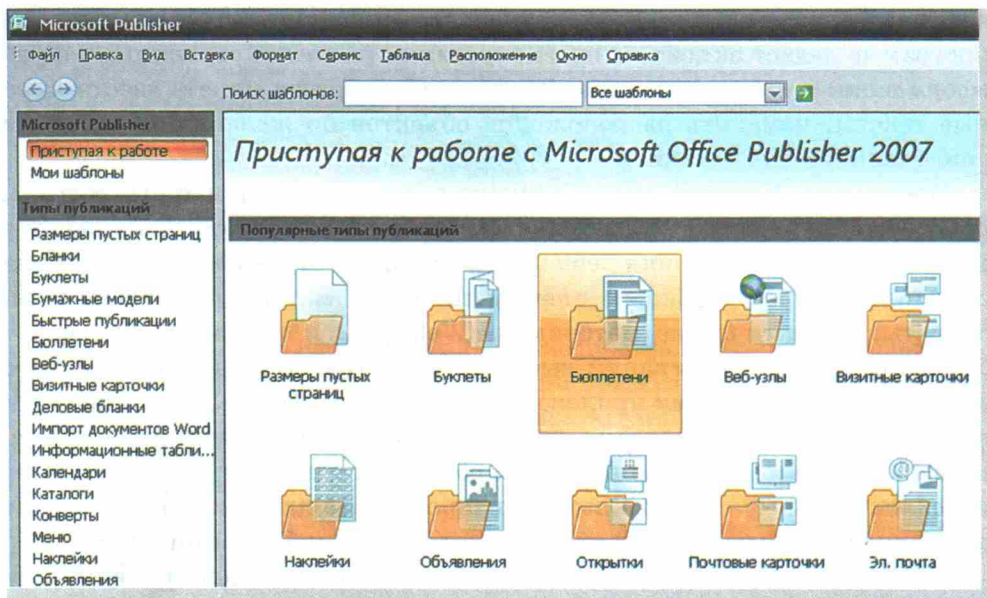 Microsoft Publisher
Файл Правка Вид Вставка Формат Сервис Таблица Расположение Окно Справка
Поиск шаблонов: Все шаблоны
Microsoft Publisher
Приступая к работе
Мои шаблоны
Типы публикаций
Размеры пустых страниц
Бланки
Буклеты
Бумажные модели
Быстрые публикации
Бюллетени
Веб-узлы
Визитные карточки
Деловые бланки
Импорт документов Word
Информационные табли...
Календари
Каталоги
Конверты
Меню
Наклейки
Объявления
Приступая к работе с Microsoft Office Publisher 2007
Популярные типы публикаций
Размеры пустых
страниц
Буклеты
Бюллетени
Веб-узлы
Визитные карточки
Наклейки
Объявления
Открытки
Почтовые карточки
Эл. почта